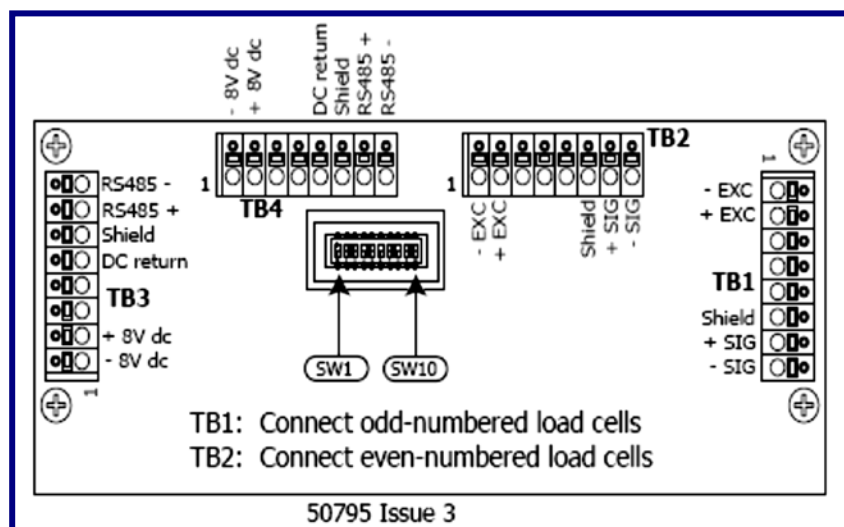 - 8V dc
+ 8V dc
DC return
Shield
RS485 +
RS485 -
TB2
1
1
TB4
RS485 -
RS485 +
Shield
DC return
TB3
+ 8V dc
- 8V dc
1
- EXC
+ EXC
Shield
+ SIG
- SIG
1
- EXC
+ EXC
TB1
Shield
+ SIG
- SIG
SW1
SW10
TB1: Connect odd-numbered load cells
TB2: Connect even-numbered load cells
50795 Issue 3